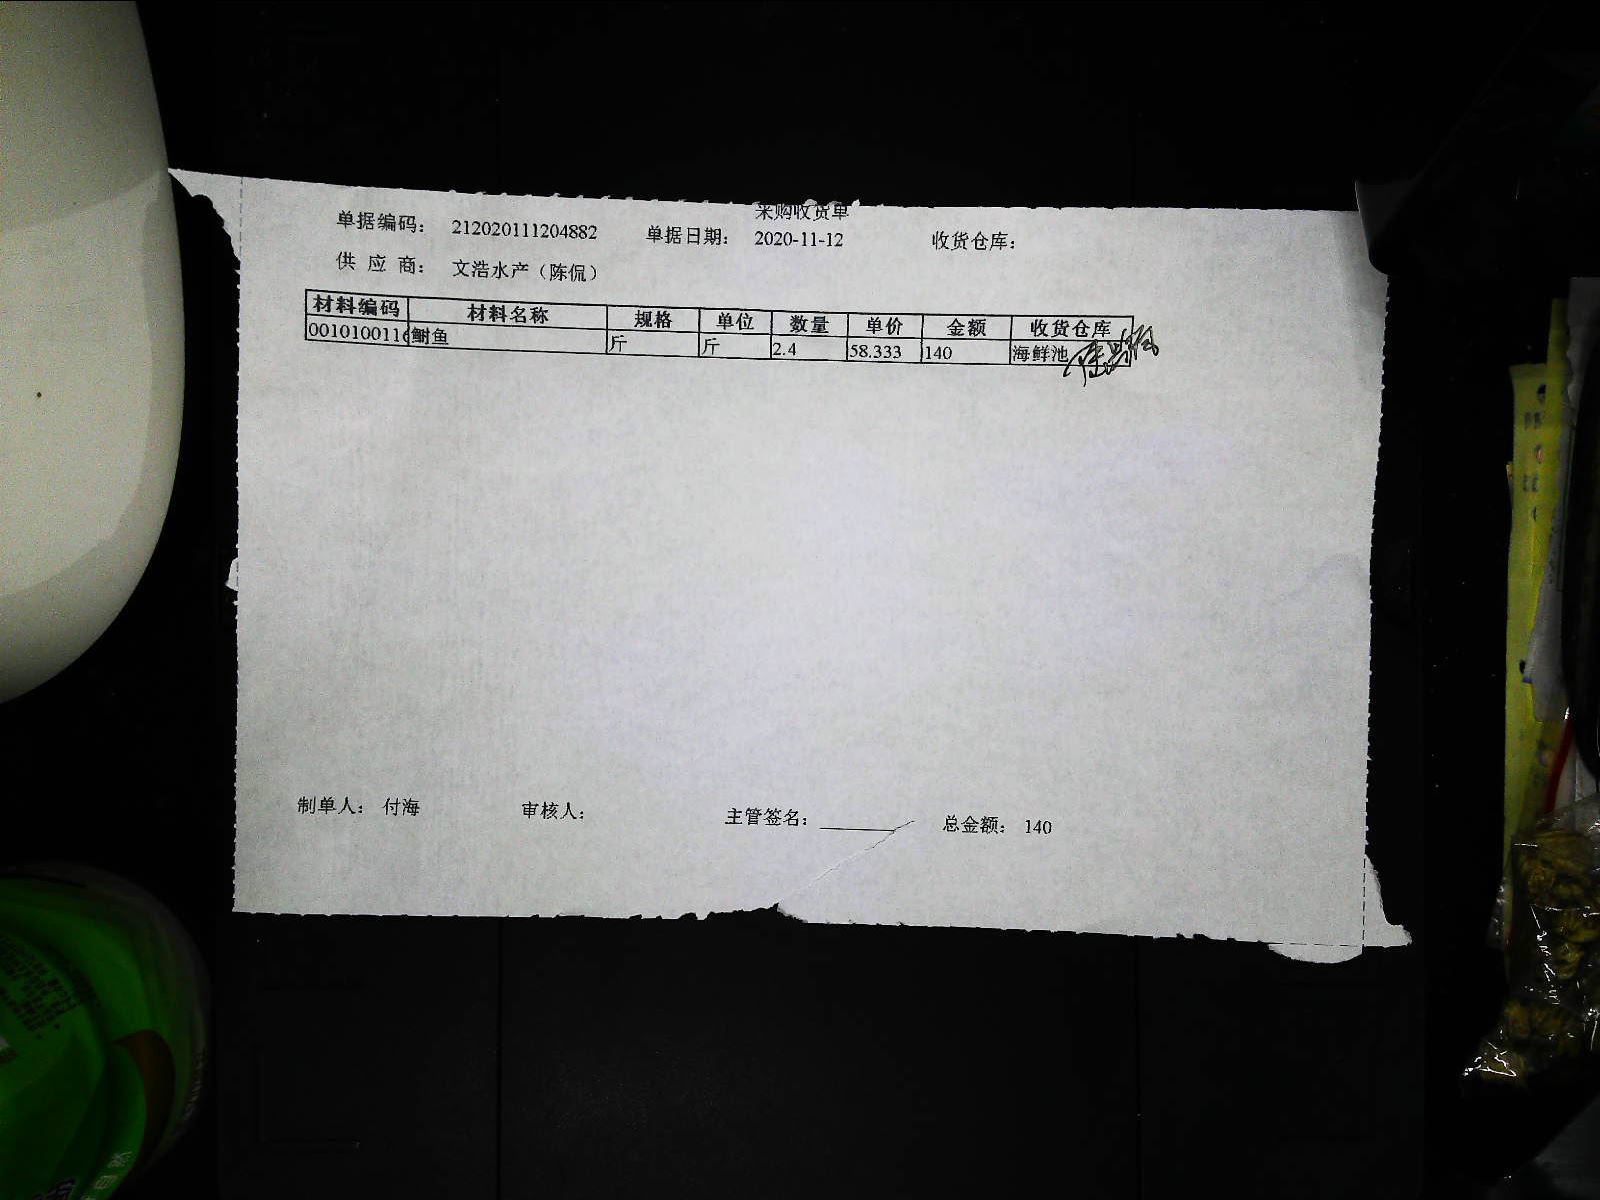 采购收货单
单据编码： 212020111204882 单据日期： 2020-11-12 收货仓库：
供 应 商： 文浩水产（陈侃）
材料编码 材料名称 规格 单位 数量 单价 金额 收货仓库
0010100116 鲥鱼 斤 斤 2.4 58.333 140 海鲜池
制单人： 付海 审核人： 主管签名： 总金额： 140